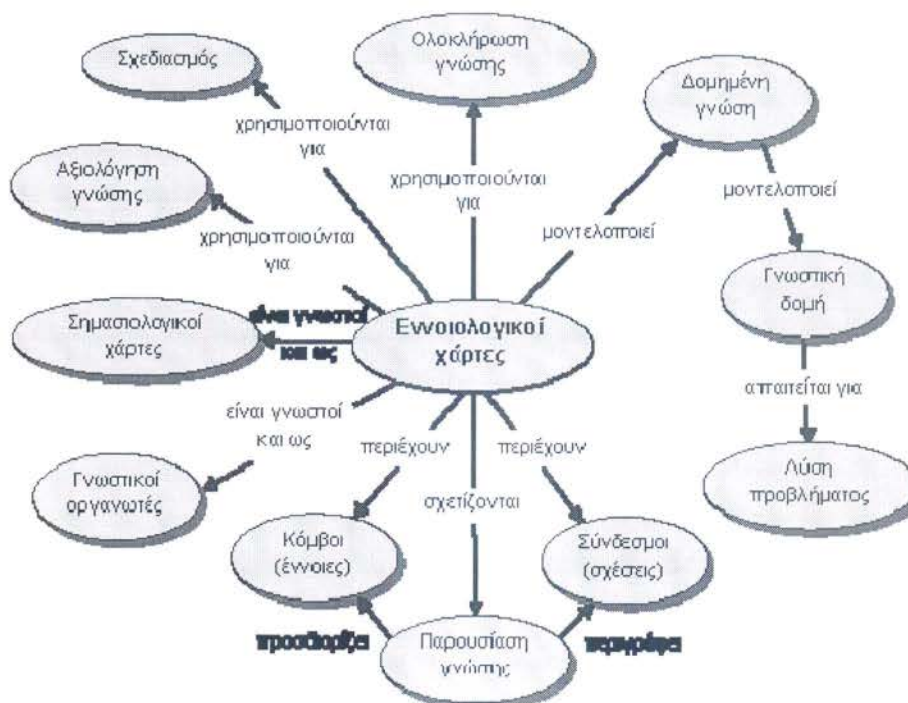 Ολοκλήρωση
γνώσης
Σχεδιασμός
Δομημένη
γνώση
χρησιμοποιούνται
για
Αξιολόγηση
γνώσης
χρησιμοποιούνται
για
μοντελοποιεί
χρησιμοποιούνται
για
μοντελοποιεί
Γνωστική
δομή
Σημασιολογικοί
χάρτες
είναι γνωστοί
και ως
Εννοιολογικοί
χάρτες
απαιτείται για
είναι γνωστοί
και ως
περιέχουν
περιέχουν
Γνωστικοί
οργανωτές
Λύση
προβλήματος
σχετίζονται
Κόμβοι
(έννοιες)
Σύνδεσμοι
(σχέσεις)
Παρουσίαση
γνώσης